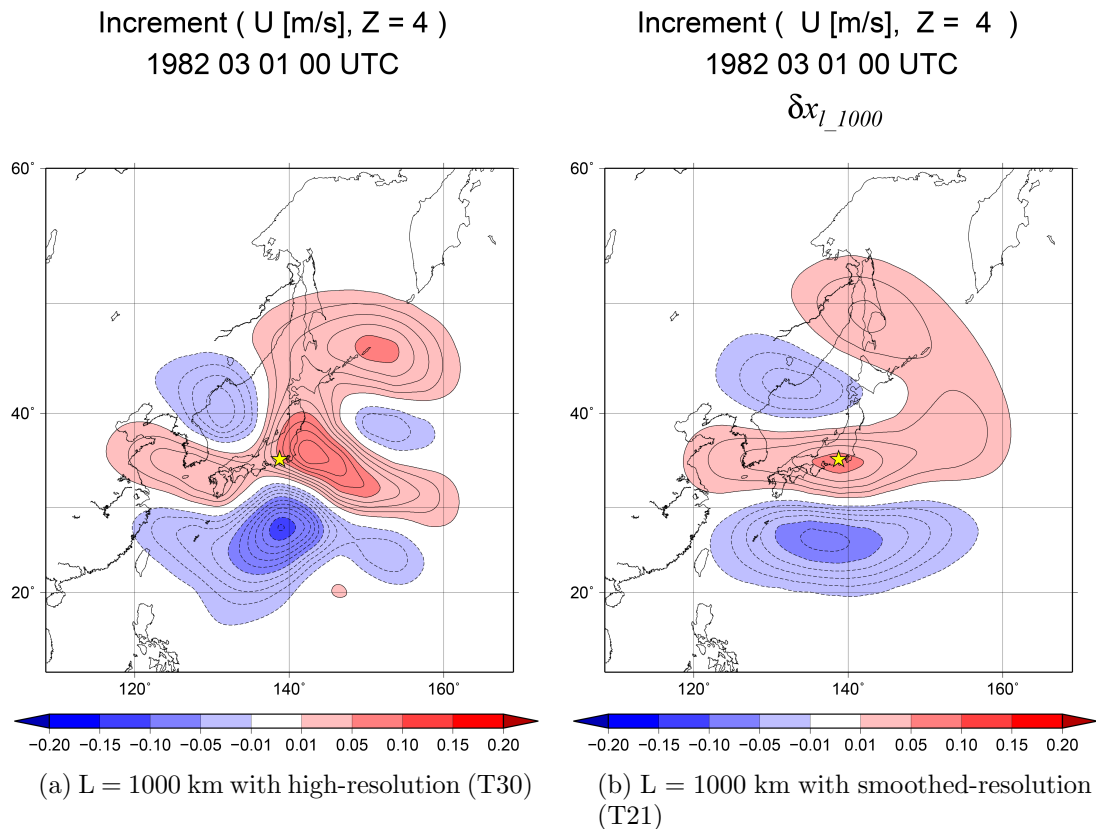 Increment ( U [m/s], Z = 4 )
1982 03 01 00 UTC
60˚
40˚
20˚
120˚ 140˚ 160˚
−0.20 −0.15 −0.10 −0.05 −0.01 0.01 0.05 0.10 0.15 0.20
(a) L = 1000 km with high-resolution (T30)
Increment ( U [m/s], Z = 4 )
1982 03 01 00 UTC
δx_{l_1000}
60˚
40˚
20˚
120˚ 140˚ 160˚
−0.20 −0.15 −0.10 −0.05 −0.01 0.01 0.05 0.10 0.15 0.20
(b) L = 1000 km with smoothed-resolution
(T21)